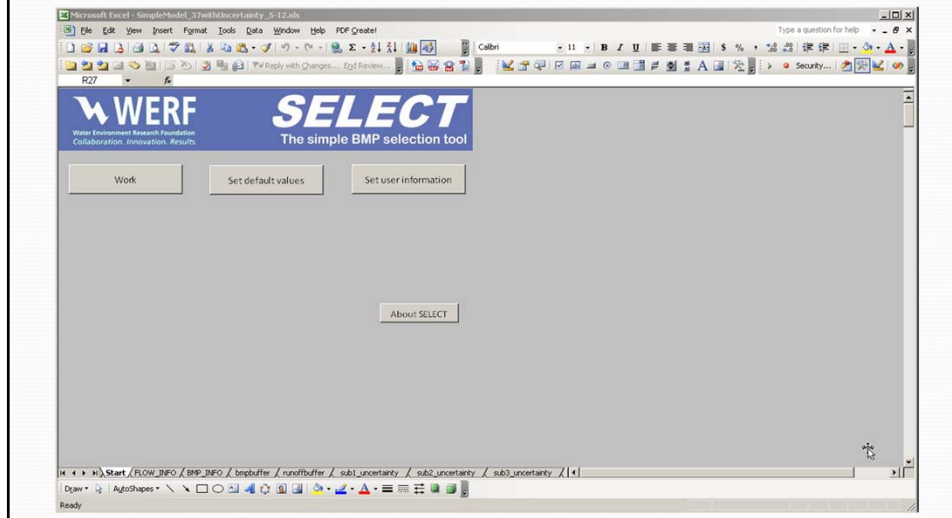 Microsoft Excel - SimpleModel_37withUncertainty_5-12.xls
File Edit View Insert Format Tools Data Window Help PDF Create!
Type a question for help
Calibri 11 B I U $ % ,
Reply with Changes... End Review...
Security...
R27 fx
WERF
Water Environment Research Foundation
Collaboration. Innovation. Results
SELECT
The simple BMP selection tool
Work
Set default values
Set user information
About SELECT
Start / FLOW_INFO / BMP_INFO / bmpbuffer / runoffbuffer / sub1_uncertainty / sub2_uncertainty / sub3_uncertainty /
Draw AutoShapes
Ready